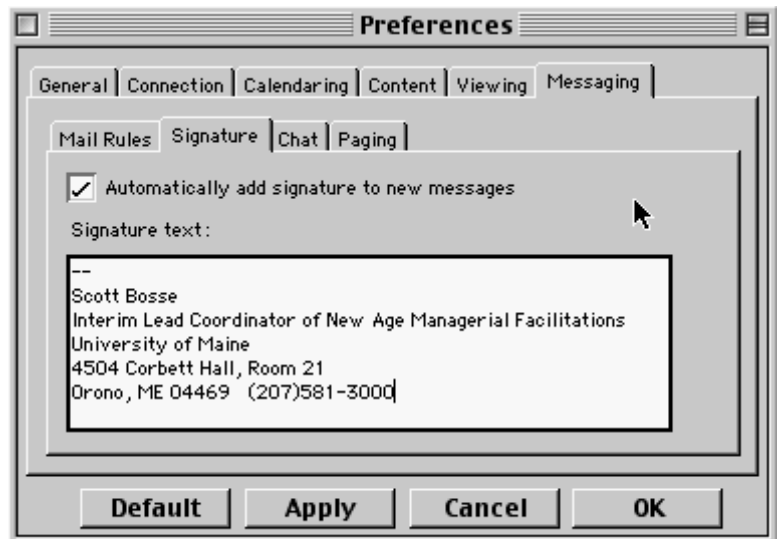 Preferences
General Connection Calendaring Content Viewing Messaging
Mail Rules Signature Chat Paging
Automatically add signature to new messages
Signature text:
--
Scott Bosse
Interim Lead Coordinator of New Age Managerial Facilitations
University of Maine
4504 Corbett Hall, Room 21
Orono, ME 04469 (207)581-3000
Default Apply Cancel OK